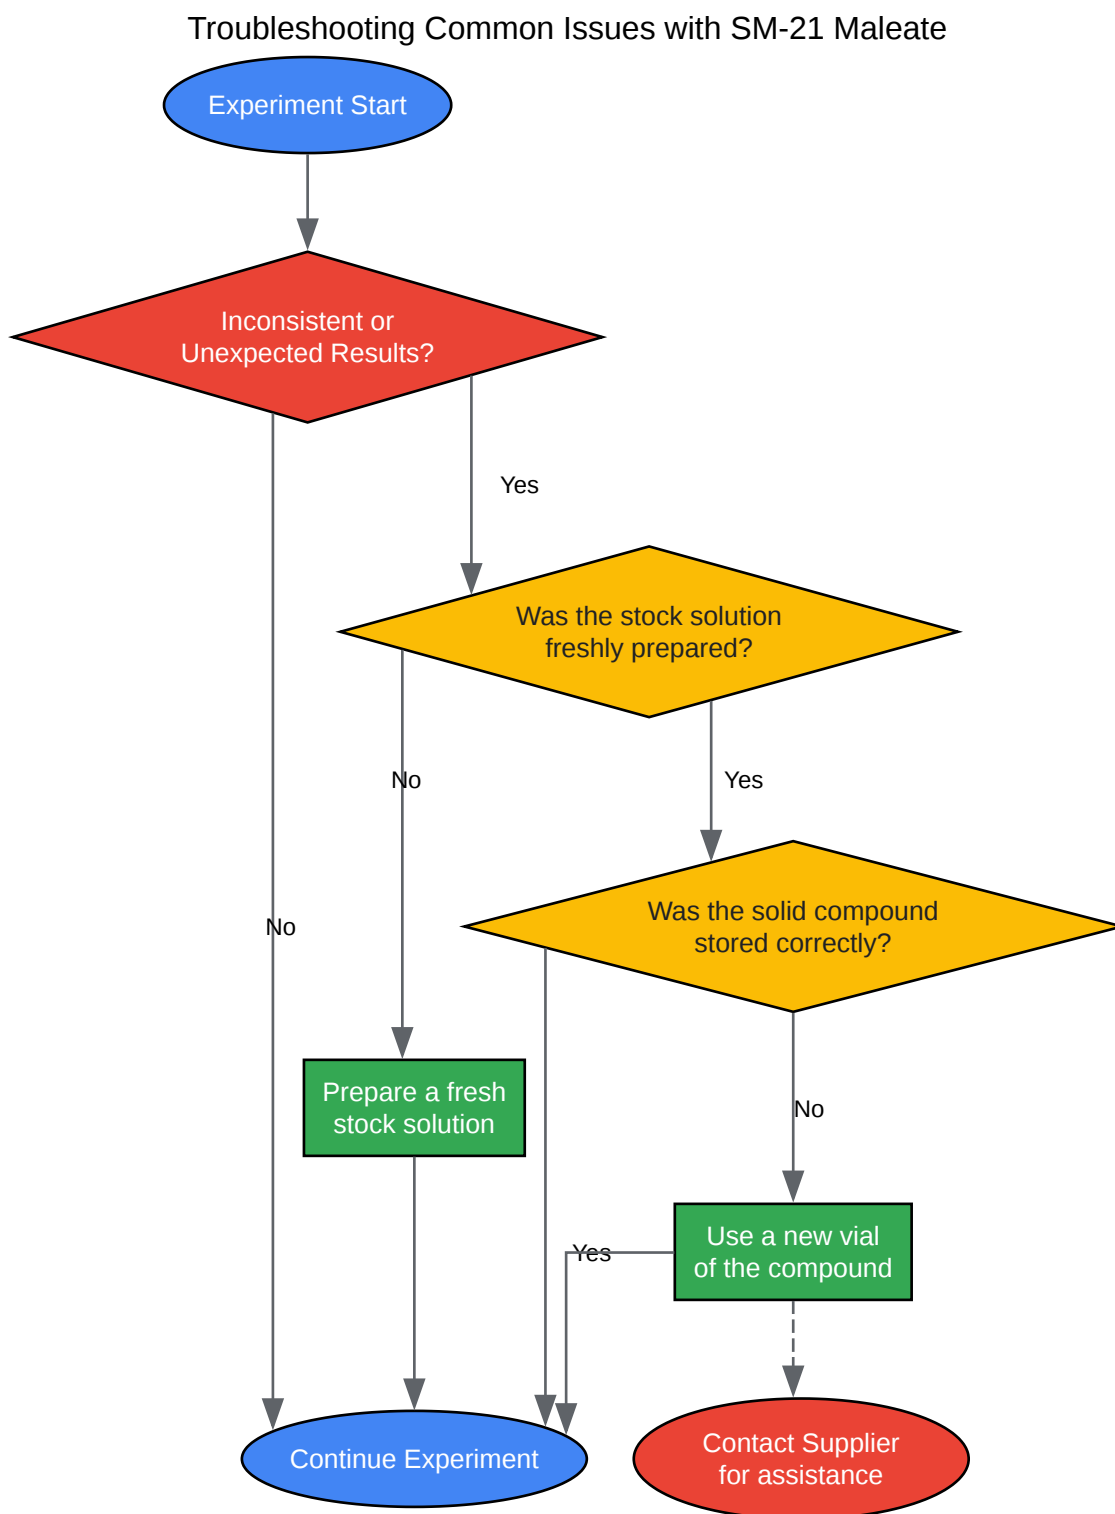 Troubleshooting Common Issues with SM-21 Maleate
Experiment Start
Inconsistent or
Unexpected Results?
Yes
Was the stock solution
freshly prepared?
No
Yes
Was the solid compound
stored correctly?
No
Prepare a fresh
stock solution
No
Use a new vial
of the compound
Yes
Continue Experiment
Contact Supplier
for assistance